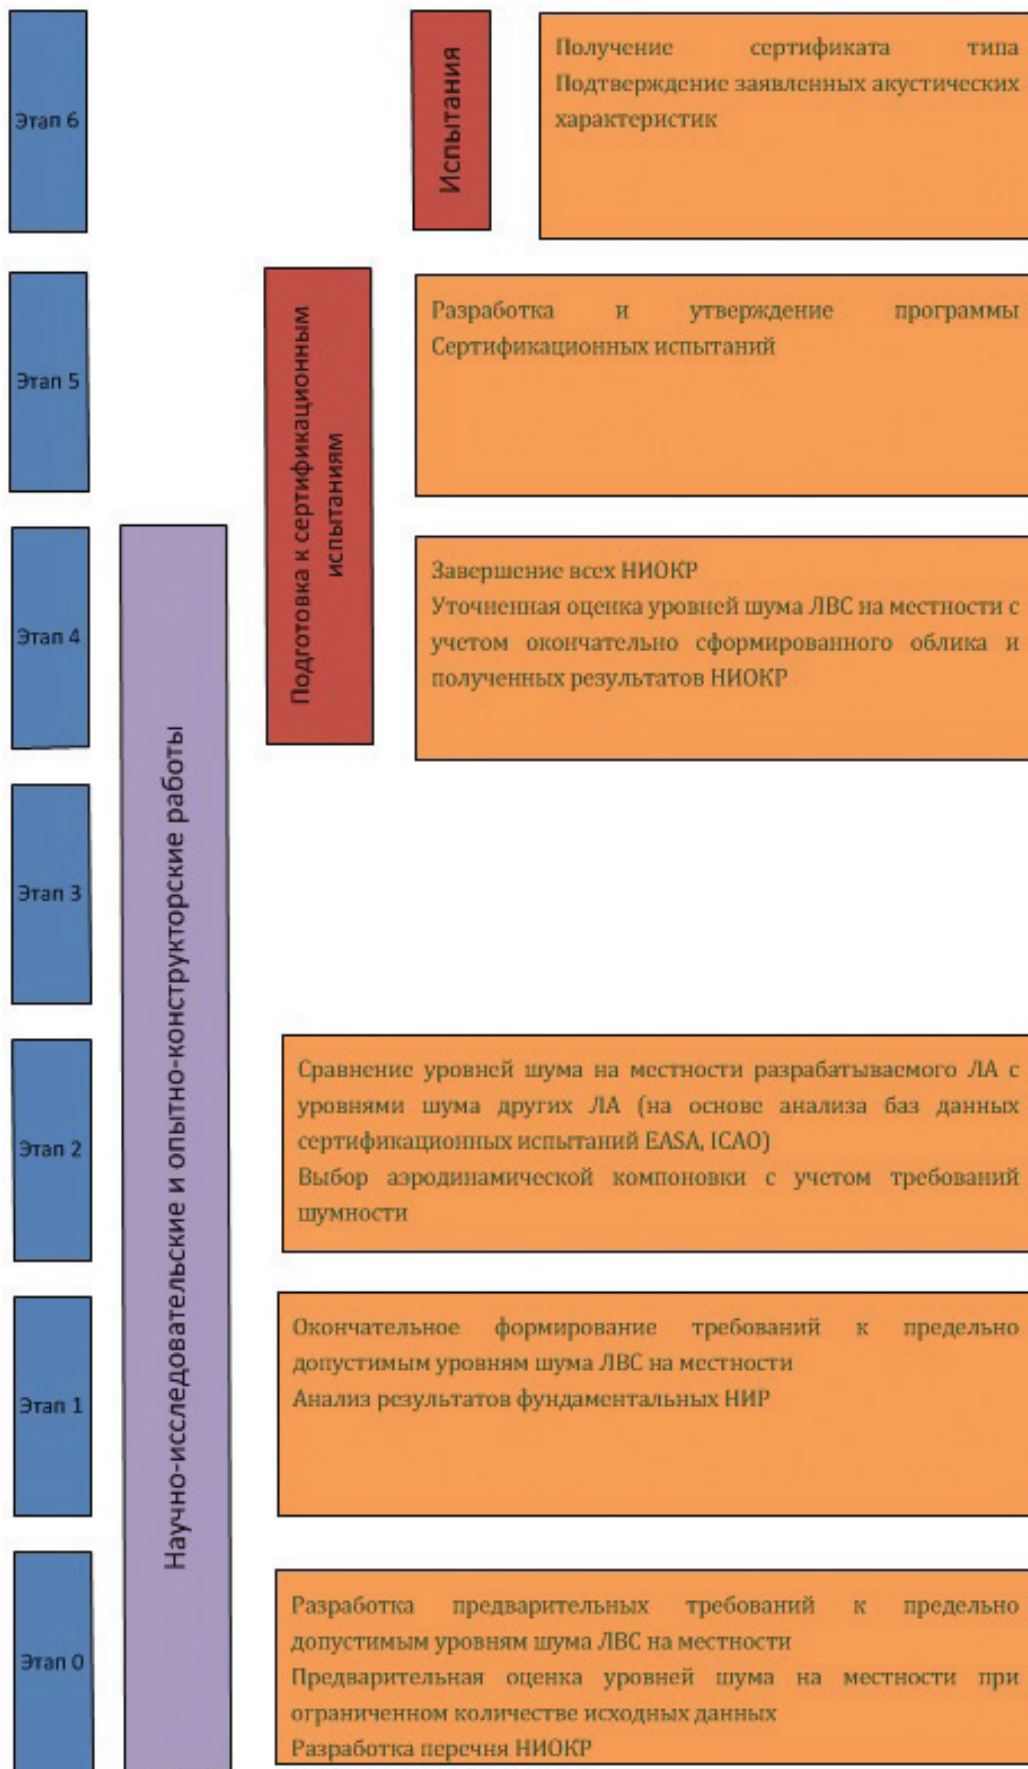 Этап 6
Испытания
Получение сертификата типа
Подтверждение заявленных акустических
характеристик
Этап 5
Подготовка к сертификационным
испытаниям
Разработка и утверждение программы
Сертификационных испытаний
Этап 4
Научно-исследовательские и опытно-конструкторские работы
Завершение всех НИОКР
Уточненная оценка уровней шума ЛВС на местности с
учетом окончательно сформированного облика и
полученных результатов НИОКР
Этап 3
Этап 2
Сравнение уровней шума на местности разрабатываемого ЛА с
уровнями шума других ЛА (на основе анализа баз данных
сертификационных испытаний EASA, ICAO)
Выбор аэродинамической компоновки с учетом требований
шумности
Этап 1
Окончательное формирование требований к предельно
допустимым уровням шума ЛВС на местности
Анализ результатов фундаментальных НИР
Этап 0
Разработка предварительных требований к предельно
допустимым уровням шума ЛВС на местности
Предварительная оценка уровней шума на местности при
ограниченном количестве исходных данных
Разработка перечня НИОКР